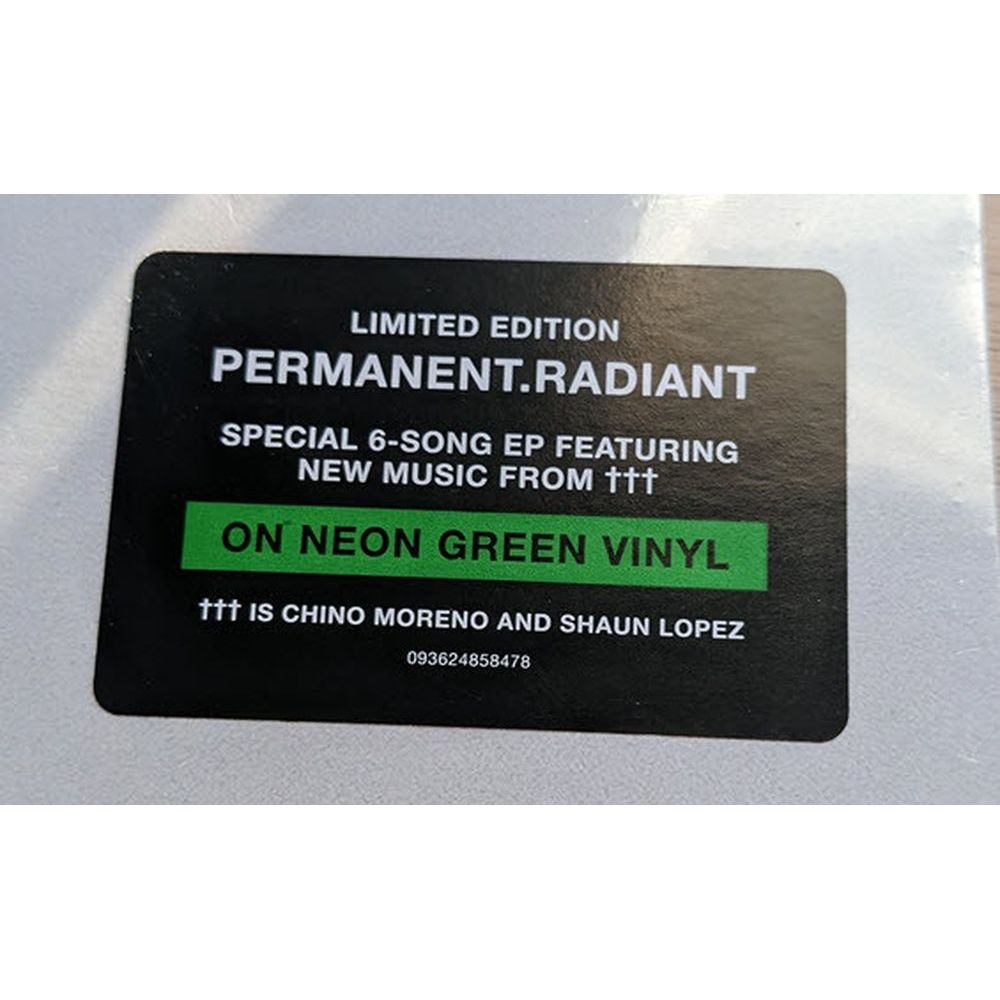 LIMITED EDITION
PERMANENT.RADIANT
SPECIAL 6-SONG EP FEATURING
NEW MUSIC FROM †††
ON NEON GREEN VINYL
††† IS CHINO MORENO AND SHAUN LOPEZ
093624858478